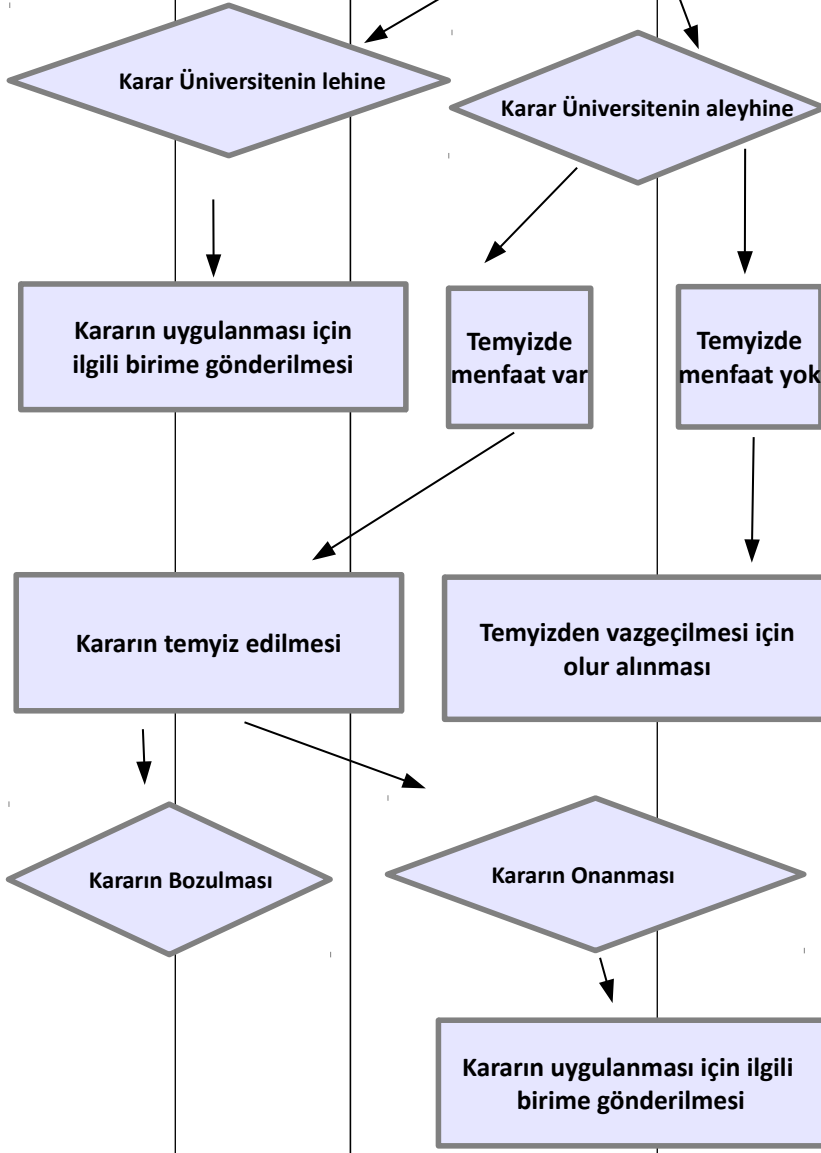 Karar Üniversitenin lehine
Karar Üniversitenin aleyhine
Kararın uygulanması için
ilgili birime gönderilmesi
Temyizde
menfaat var
Temyizde
menfaat yok
Kararın temyiz edilmesi
Temyizden vazgeçilmesi için
olur alınması
Kararın Bozulması
Kararın Onanması
Kararın uygulanması için ilgili
birime gönderilmesi